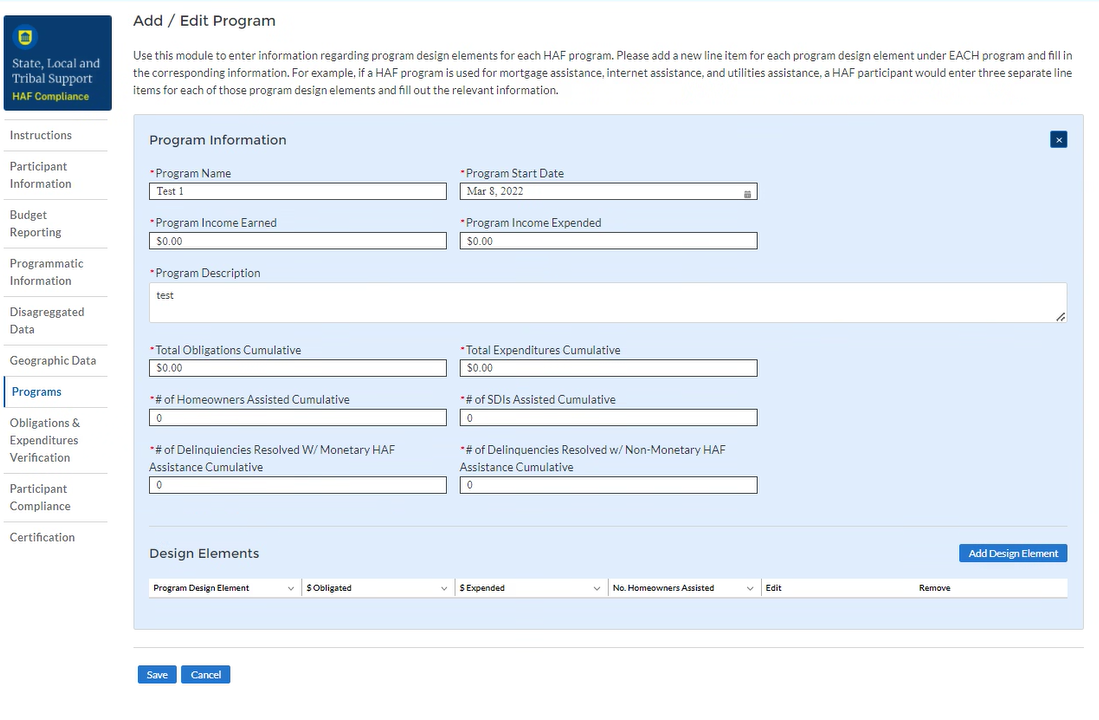 Add / Edit Program
State, Local and
Tribal Support
HAF Compliance
Use this module to enter information regarding program design elements for each HAF program. Please add a new line item for each program design element under EACH program and fill in
the corresponding information. For example, if a HAF program is used for mortgage assistance, internet assistance, and utilities assistance, a HAF participant would enter three separate line
items for each of those program design elements and fill out the relevant information.
Instructions
Participant
Information
Budget
Reporting
Programmatic
Information
Disagreggated
Data
Geographic Data
Programs
Obligations &
Expenditures
Verification
Participant
Compliance
Certification
Program Information
×
*Program Name
Test 1
*Program Start Date
Mar 8, 2022
*Program Income Earned
$0.00
*Program Income Expended
$0.00
*Program Description
test
*Total Obligations Cumulative
$0.00
*Total Expenditures Cumulative
$0.00
*# of Homeowners Assisted Cumulative
0
*# of SDIs Assisted Cumulative
0
*# of Delinquiencies Resolved W/ Monetary HAF
Assistance Cumulative
0
*# of Delinquencies Resolved w/ Non-Monetary HAF
Assistance Cumulative
0
Design Elements
Add Design Element
Program Design Element $ Obligated $ Expended No. Homeowners Assisted Edit Remove
Save Cancel